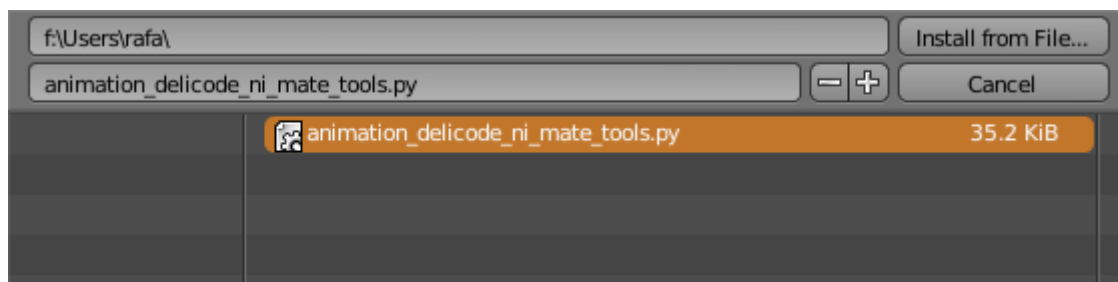 f:\Users\rafa\ Install from File...
animation_delicode_ni_mate_tools.py Cancel
animation_delicode_ni_mate_tools.py 35.2 KiB